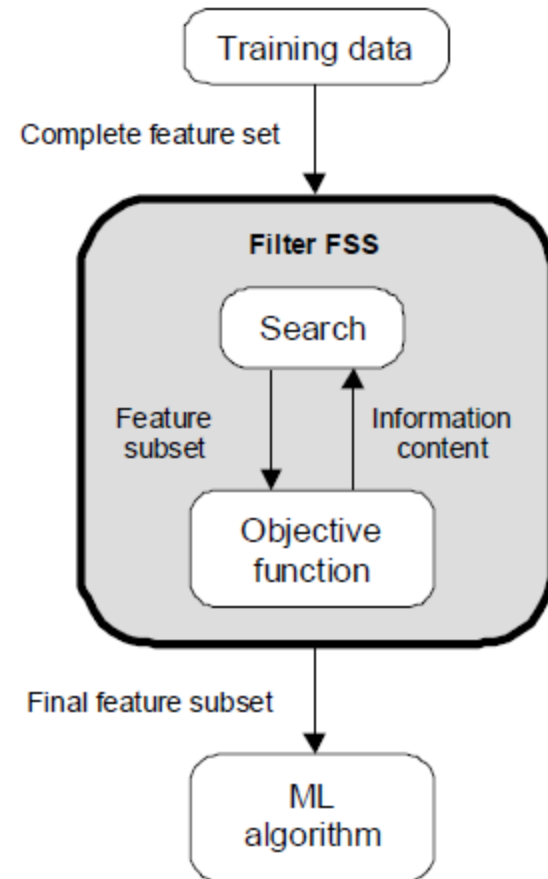 Training data
Complete feature set
Filter FSS
Search
Feature
subset
Information
content
Objective
function
Final feature subset
ML
algorithm